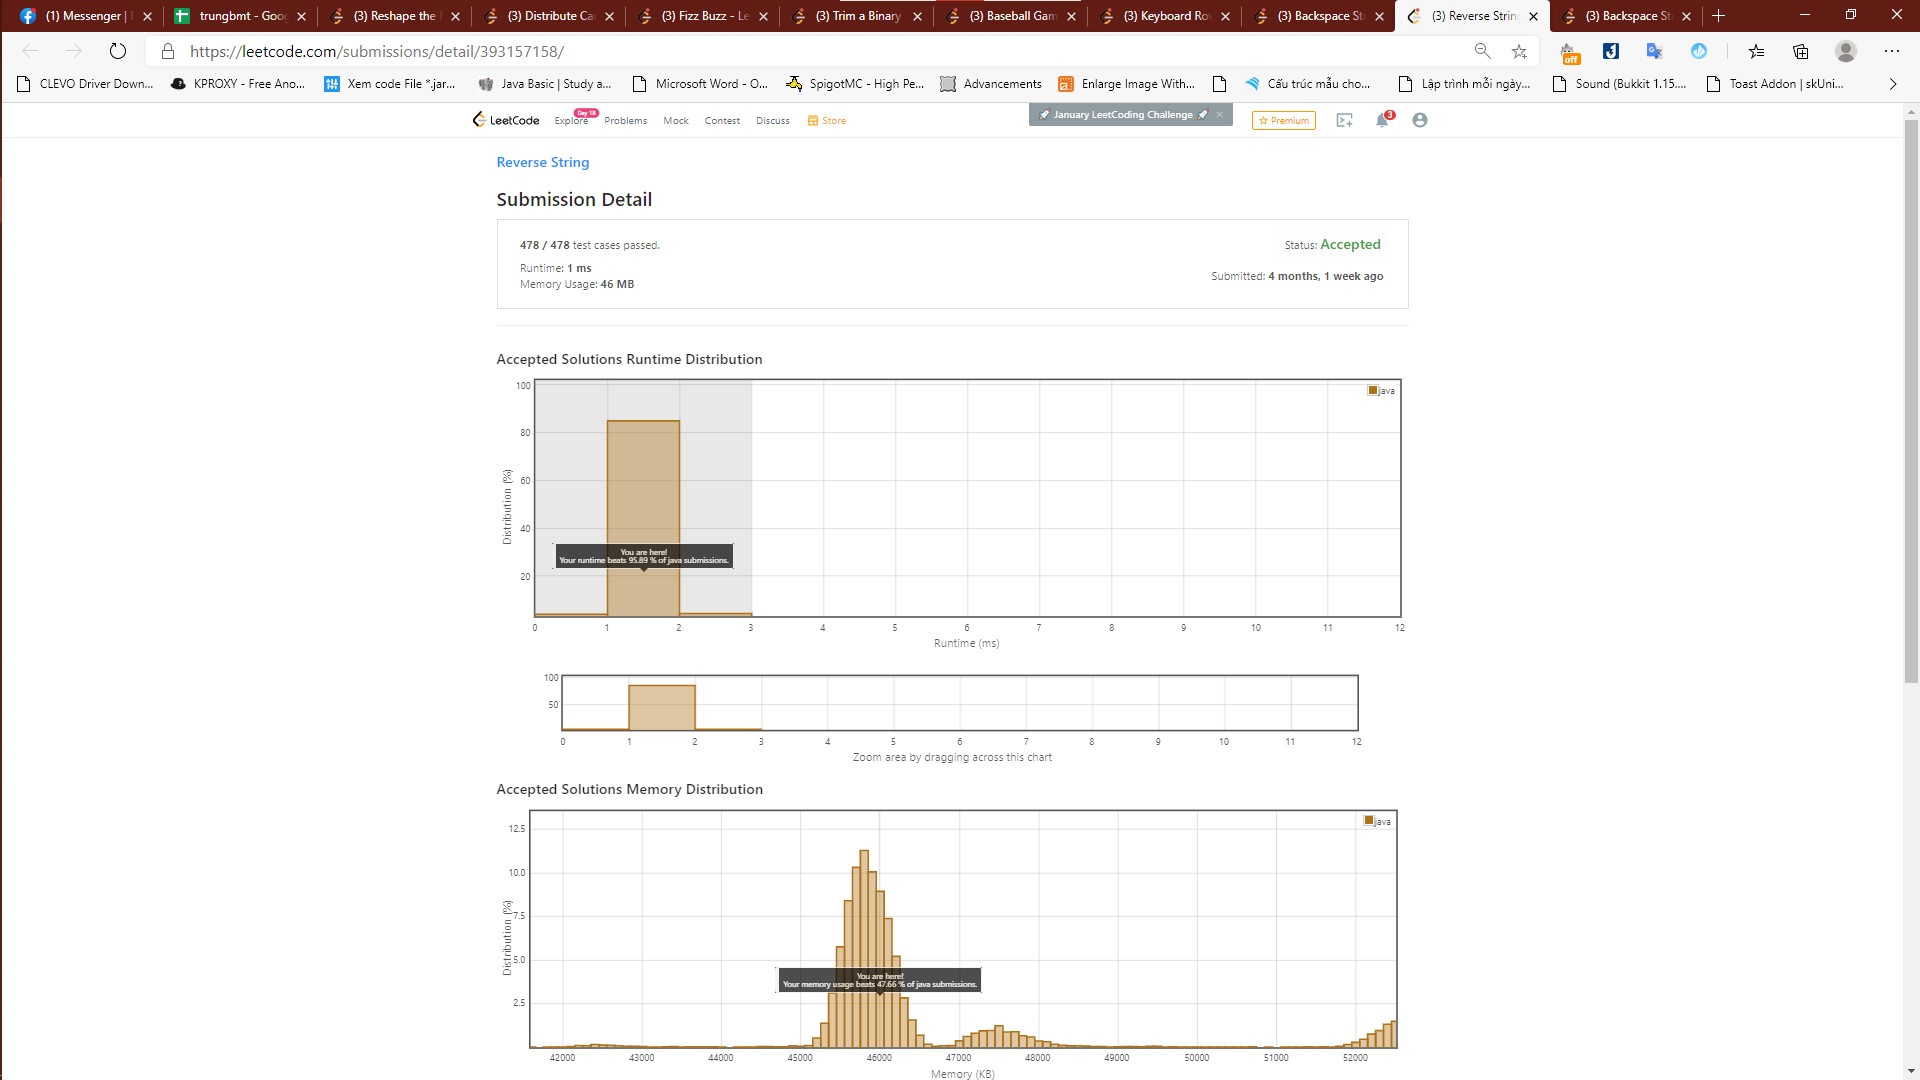 (1) Messenger |
trungbmt - Goo
(3) Reshape the
(3) Distribute Ca
(3) Fizz Buzz - Le
(3) Trim a Binary
(3) Baseball Gam
(3) Keyboard Ro
(3) Backspace St
(3) Reverse String
(3) Backspace St
https://leetcode.com/submissions/detail/393157158/
off
CLEVO Driver Down...
KPROXY - Free Ano...
Xem code File *.jar...
Java Basic | Study a...
Microsoft Word - O...
SpigotMC - High Pe...
Advancements
Enlarge Image With...
Cấu trúc mẫu cho...
Lập trình mỗi ngày...
Sound (Bukkit 1.15....
Toast Addon | skUni...
LeetCode
Explore
Day 18
Problems
Mock
Contest
Discuss
Store
January LeetCoding Challenge
Premium
3
Reverse String
Submission Detail
478 / 478 test cases passed.
Status: Accepted
Runtime: 1 ms
Submitted: 4 months, 1 week ago
Memory Usage: 46 MB
Accepted Solutions Runtime Distribution
100
80
60
40
20
Distribution (%)
java
You are here!
Your runtime beats 95.89 % of java submissions.
0 1 2 3 4 5 6 7 8 9 10 11 12
Runtime (ms)
100
50
0 1 2 3 4 5 6 7 8 9 10 11 12
Zoom area by dragging across this chart
Accepted Solutions Memory Distribution
12.5
10.0
7.5
5.0
2.5
Distribution (%)
java
You are here!
Your memory usage beats 47.66 % of java submissions.
42000 43000 44000 45000 46000 47000 48000 49000 50000 51000 52000
Memory (KB)